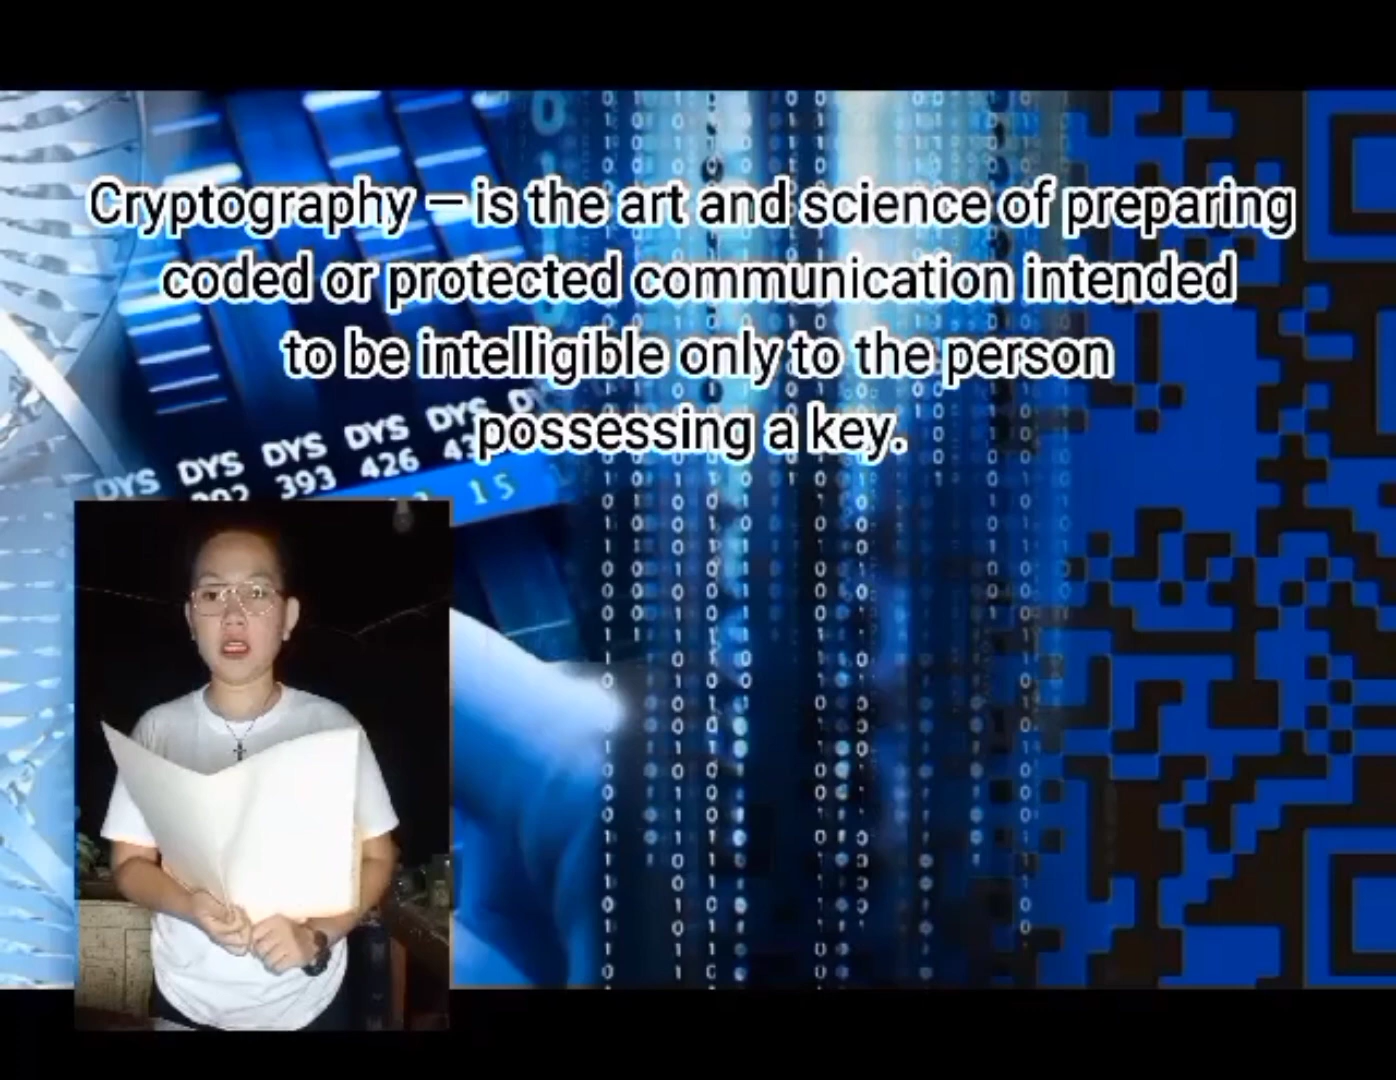 Cryptography – is the art and science of preparing
coded or protected communication intended
to be intelligible only to the person
possessing a key.
DYS DYS DYS DYS DYS
393 426
15